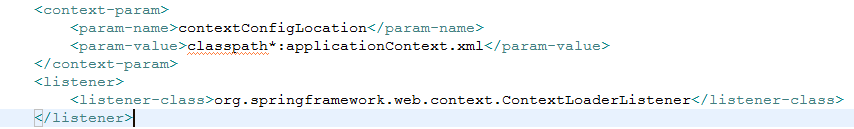 <context-param>
<param-name>contextConfigLocation</param-name>
<param-value>classpath*:applicationContext.xml</param-value>
</context-param>
<listener>
<listener-class>org.springframework.web.context.ContextLoaderListener</listener-class>
</listener>